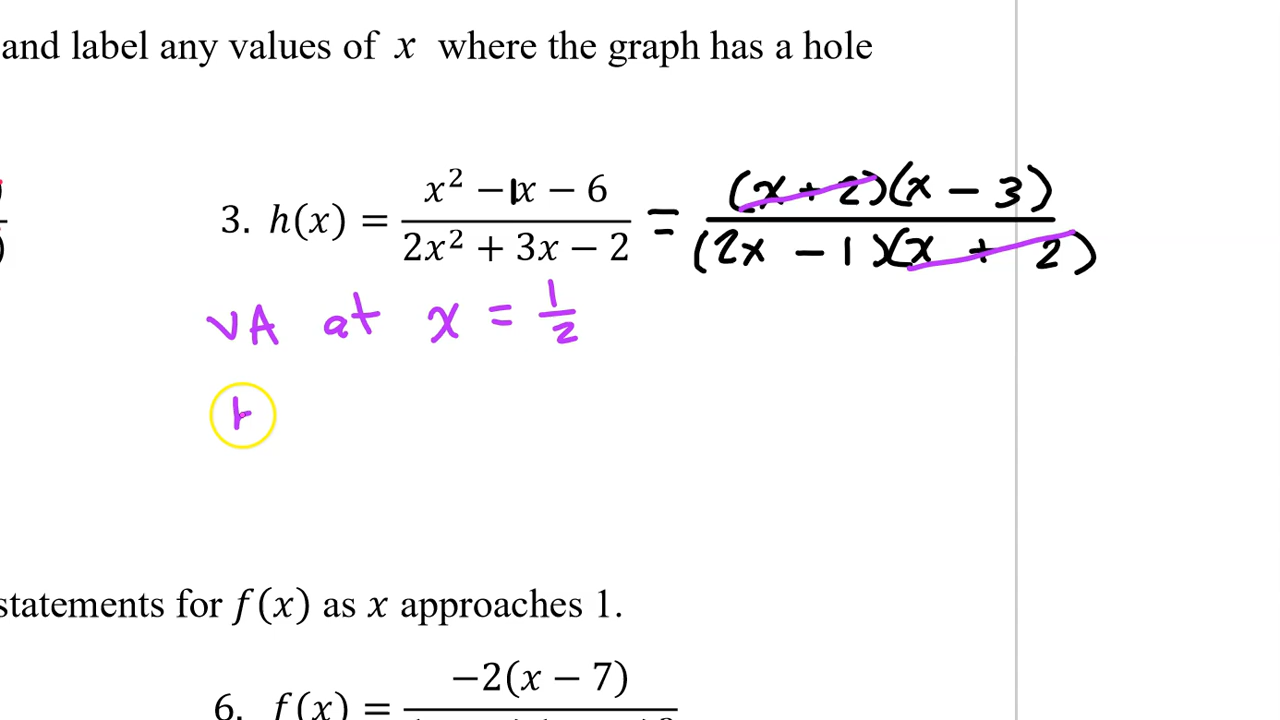 and label any values of x where the graph has a hole
3. h(x) = (x² − 1x − 6)/(2x² + 3x − 2) = ((x + 2)(x − 3))/((2x − 1)(x + 2))
VA at x = 1/2
statements for f(x) as x approaches 1.
6. f(x) = −2(x − 7)